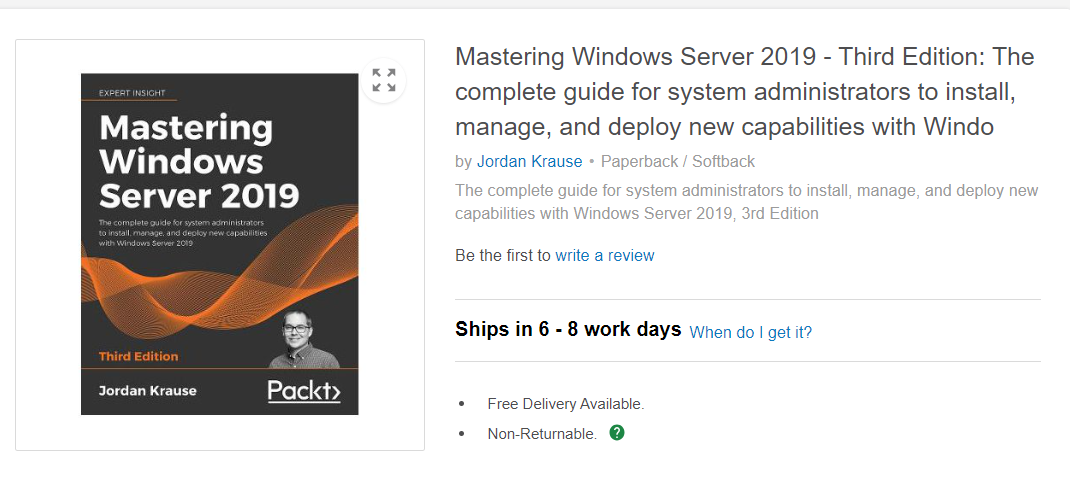 EXPERT INSIGHT
Mastering
Windows
Server 2019
The complete guide for system administrators
to install, manage, and deploy new capabilities
with Windows Server 2019
Third Edition
Jordan Krause
Packt>
Mastering Windows Server 2019 - Third Edition: The
complete guide for system administrators to install,
manage, and deploy new capabilities with Windo
by Jordan Krause • Paperback / Softback
The complete guide for system administrators to install, manage, and deploy new
capabilities with Windows Server 2019, 3rd Edition
Be the first to write a review
Ships in 6 - 8 work days When do I get it?
• Free Delivery Available.
• Non-Returnable. ?